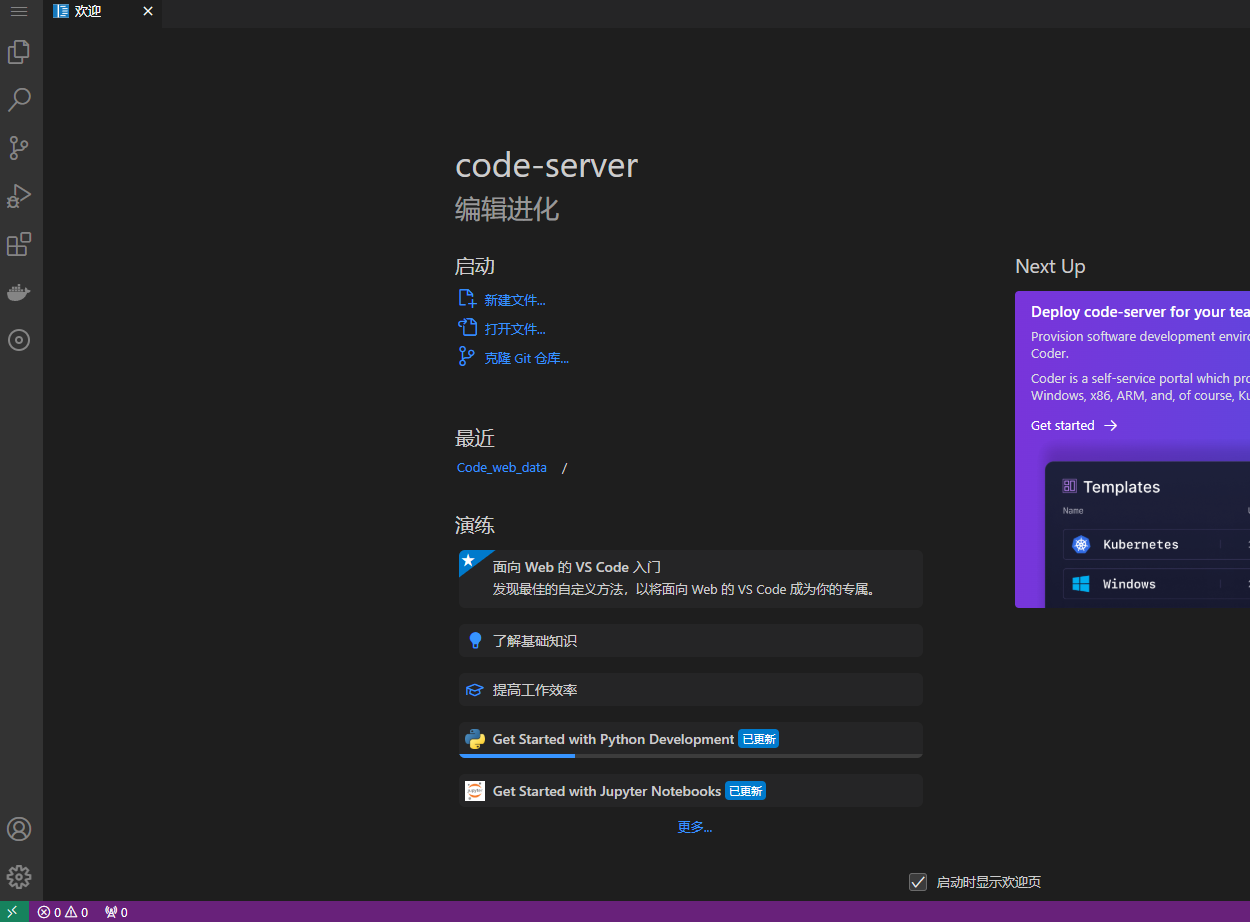 欢迎
code-server
编辑进化
启动
新建文件...
打开文件...
克隆 Git 仓库...
最近
Code_web_data /
演练
面向 Web 的 VS Code 入门
发现最佳的自定义方法，以将面向 Web 的 VS Code 成为你的专属。
了解基础知识
提高工作效率
Get Started with Python Development 已更新
Get Started with Jupyter Notebooks 已更新
更多...
Next Up
Deploy code-server for your tea
Provision software development enviro
Coder.
Coder is a self-service portal which pro
Windows, x86, ARM, and, of course, Ku
Get started
Templates
Name
Kubernetes
Windows
启动时显示欢迎页
0 0 0